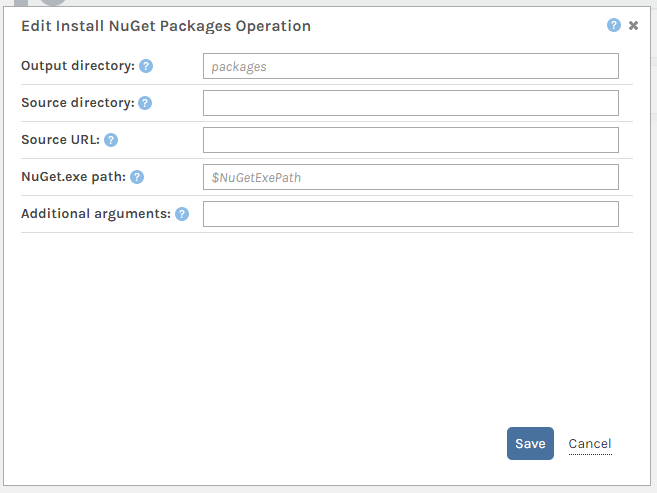 Edit Install NuGet Packages Operation ? ✖
Output directory: ? packages
Source directory: ?
Source URL: ?
NuGet.exe path: ? $NuGetExePath
Additional arguments: ?
Save Cancel